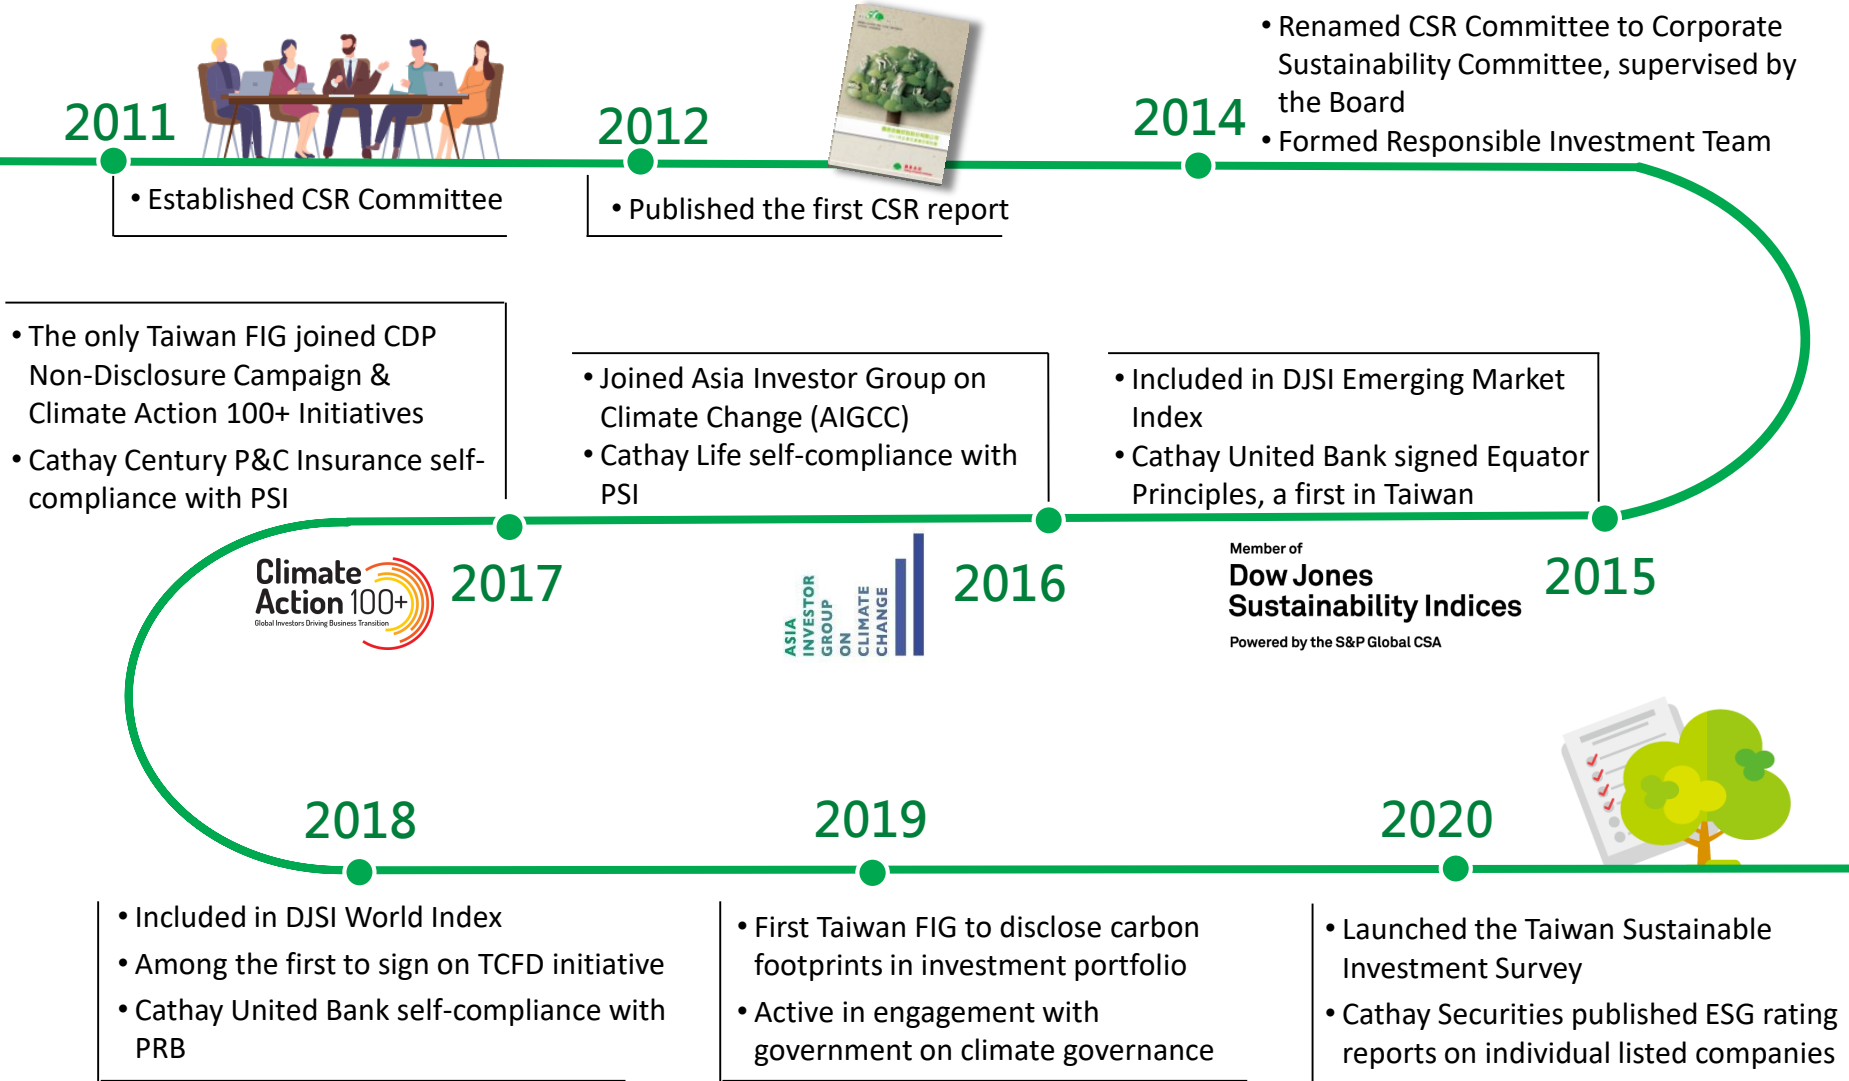 2011
• Established CSR Committee
2012
• Published the first CSR report
2014
• Renamed CSR Committee to Corporate
Sustainability Committee, supervised by
the Board
• Formed Responsible Investment Team
• Included in DJSI Emerging Market
Index
• Cathay United Bank signed Equator
Principles, a first in Taiwan
2015
Member of
Dow Jones
Sustainability Indices
Powered by the S&P Global CSA
• Joined Asia Investor Group on
Climate Change (AIGCC)
• Cathay Life self-compliance with
PSI
2016
ASIA
INVESTOR
GROUP
ON
CLIMATE
CHANGE
• The only Taiwan FIG joined CDP
Non-Disclosure Campaign &
Climate Action 100+ Initiatives
• Cathay Century P&C Insurance self-
compliance with PSI
2017
Climate
Action 100+
Global Investors Driving Business Transition
2018
• Included in DJSI World Index
• Among the first to sign on TCFD initiative
• Cathay United Bank self-compliance with
PRB
2019
• First Taiwan FIG to disclose carbon
footprints in investment portfolio
• Active in engagement with
government on climate governance
2020
• Launched the Taiwan Sustainable
Investment Survey
• Cathay Securities published ESG rating
reports on individual listed companies